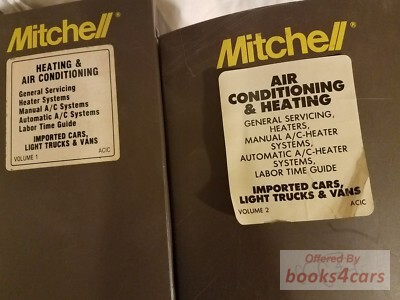 Mitchell®
HEATING &
AIR CONDITIONING
General Servicing
Heater Systems
Manual A/C Systems
Automatic A/C Systems
Labor Time Guide
IMPORTED CARS,
LIGHT TRUCKS & VANS
VOLUME 1 ACIC
Mitchell®
AIR
CONDITIONING
& HEATING
GENERAL SERVICING,
HEATERS,
MANUAL A/C-HEATER
SYSTEMS,
AUTOMATIC A/C-HEATER
SYSTEMS,
LABOR TIME GUIDE
IMPORTED CARS,
LIGHT TRUCKS & VANS
VOLUME 2 ACIC
Offered By
books4cars